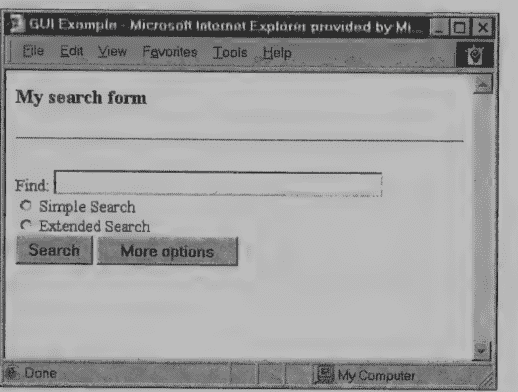 GUI Example - Microsoft Internet Explorer provided by Mi...
File Edit View Favorites Tools Help
My search form
Find:
Simple Search
Extended Search
Search More options
Done My Computer